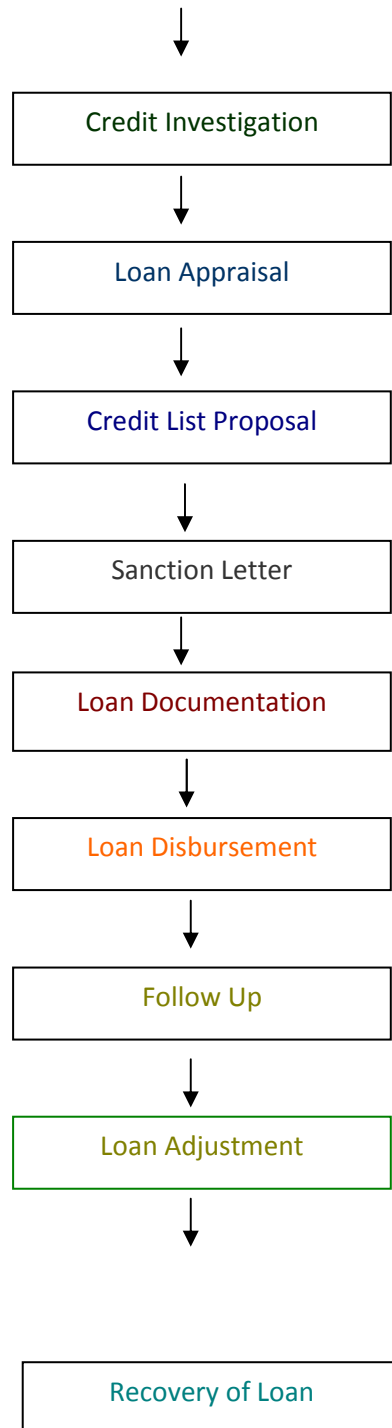 Credit Investigation
Loan Appraisal
Credit List Proposal
Sanction Letter
Loan Documentation
Loan Disbursement
Follow Up
Loan Adjustment
Recovery of Loan